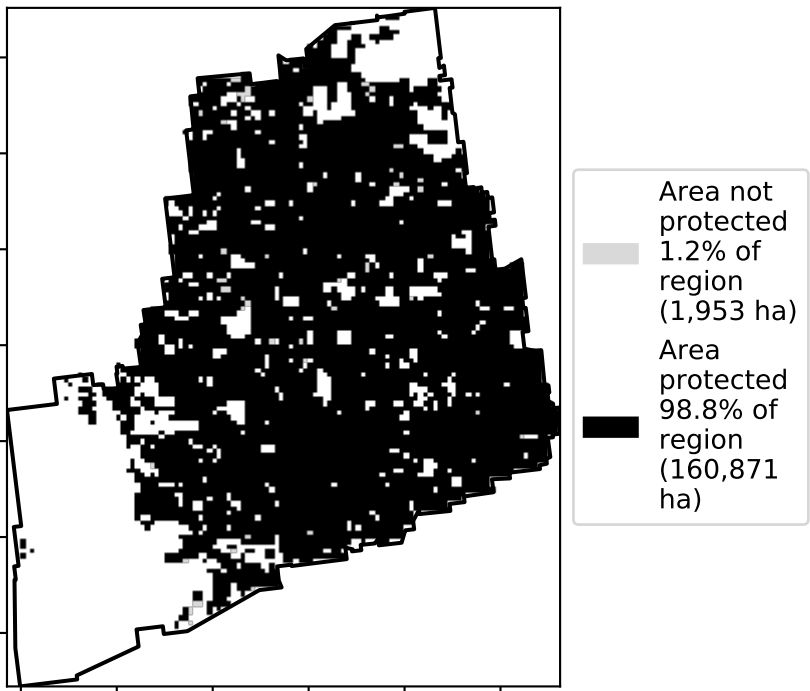 Area not
protected
1.2% of
region
(1,953 ha)
Area
protected
98.8% of
region
(160,871
ha)